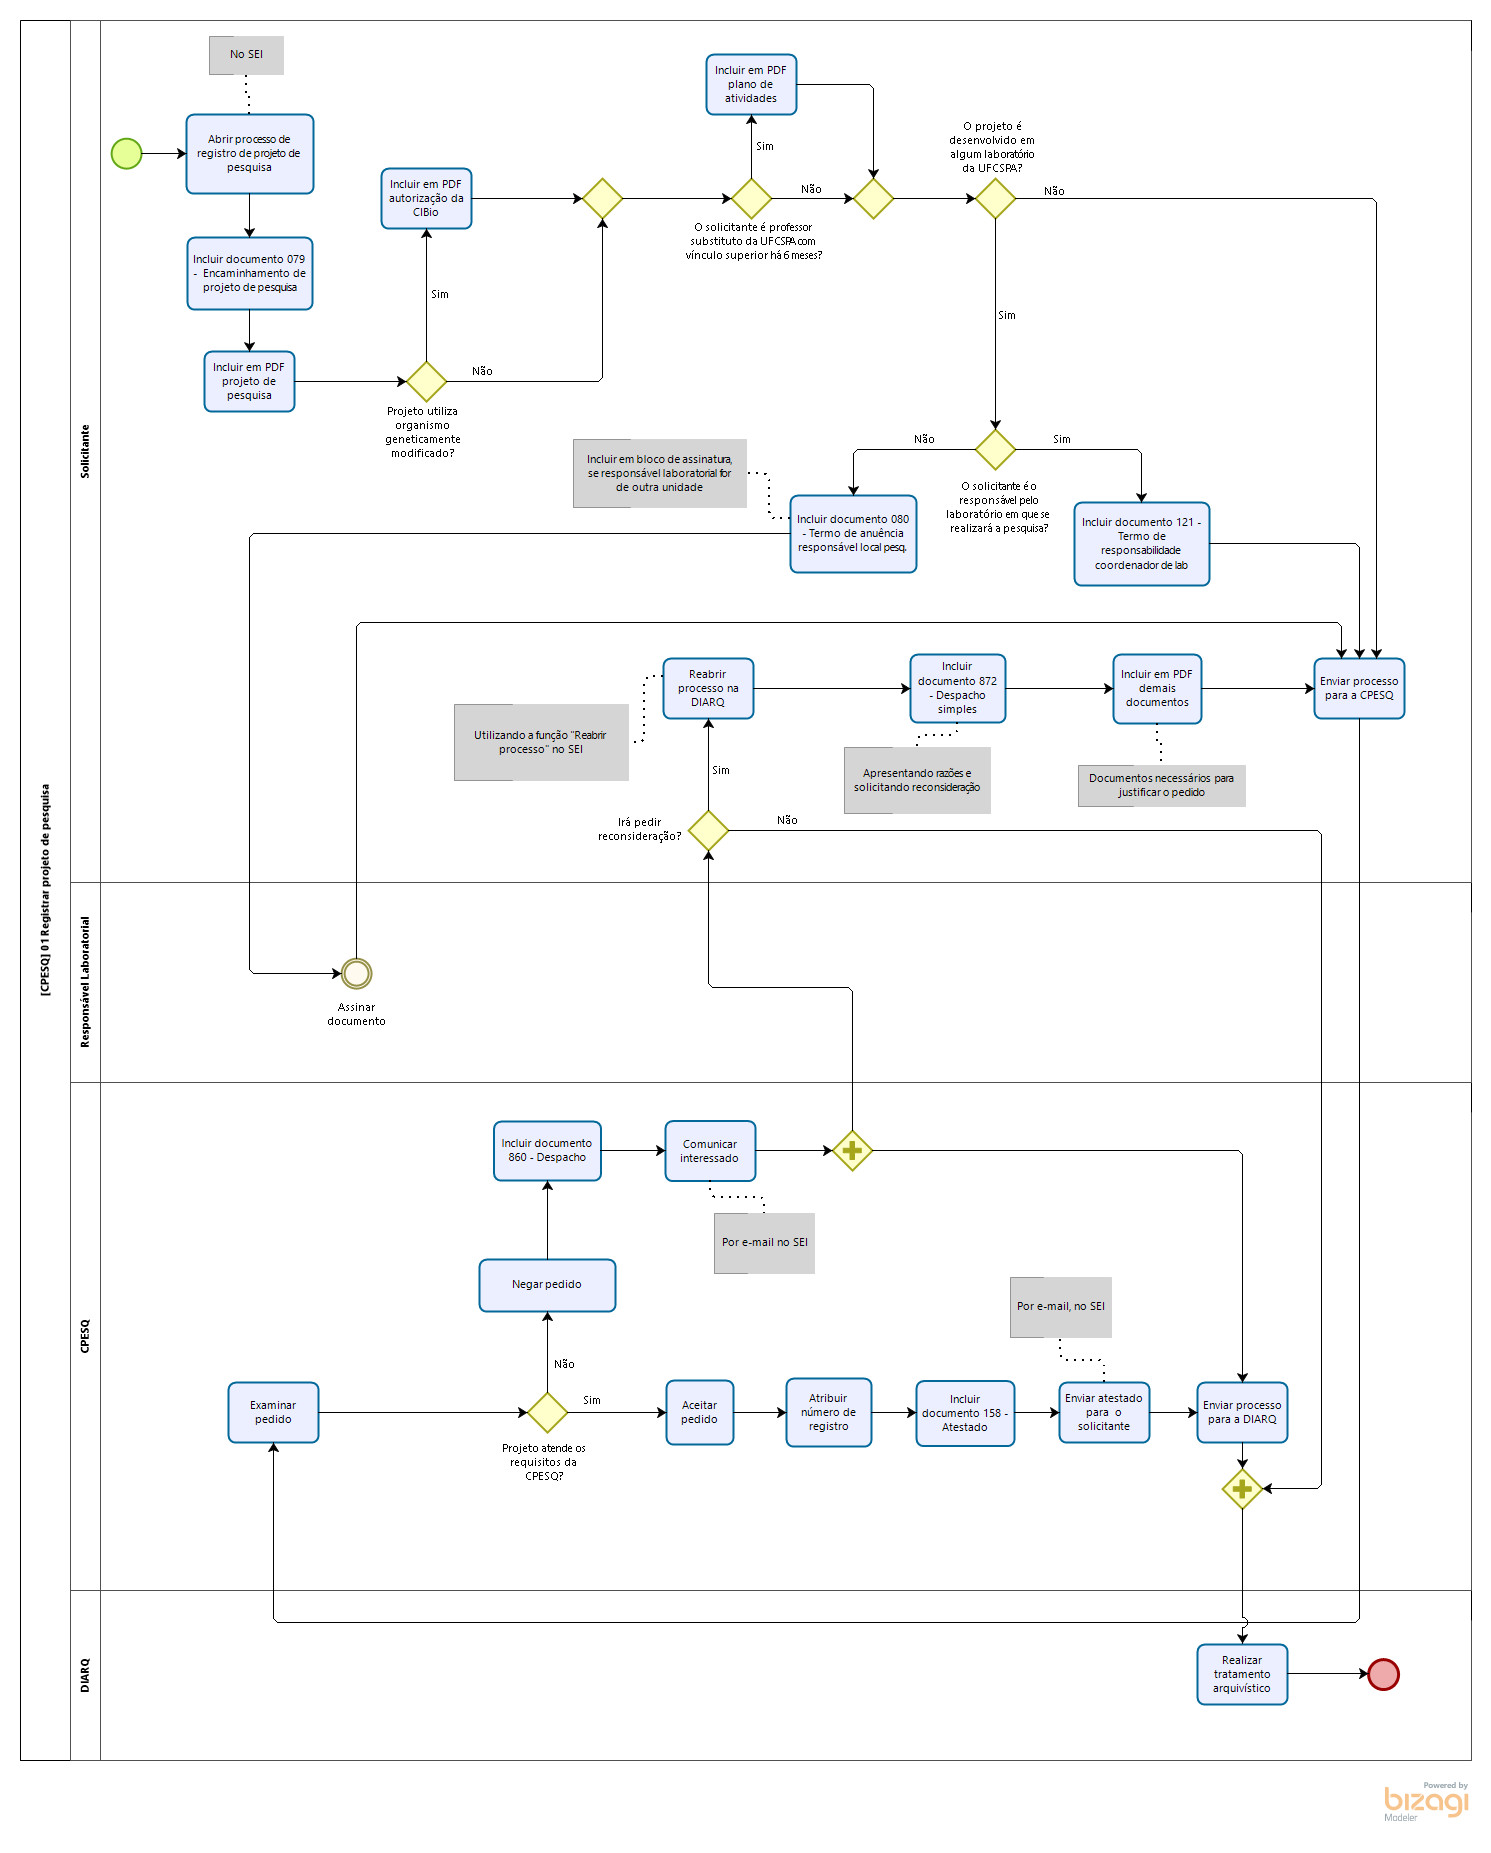 [CPESQ] 01 Registrar projeto de pesquisa
Solicitante
No SEI
Abrir processo de
registro de projeto de
pesquisa
Incluir documento 079
- Encaminhamento de
projeto de pesquisa
Incluir em PDF
projeto de
pesquisa
Projeto utiliza
organismo
geneticamente
modificado?
Sim
Não
Incluir em PDF
autorização da
CIBio
O solicitante é professor
substituto da UFCSPA com
vínculo superior há 6 meses?
Sim
Não
Incluir em PDF
plano de
atividades
O projeto é
desenvolvido em
algum laboratório
da UFCSPA?
Não
Sim
O solicitante é o
responsável pelo
laboratório em que se
realizará a pesquisa?
Não
Sim
Incluir em bloco de assinatura,
se responsável laboratorial for
de outra unidade
Incluir documento 080
- Termo de anuência
responsável local pesq.
Incluir documento 121 -
Termo de
responsabilidade
coordenador de lab
Reabrir
processo na
DIARQ
Utilizando a função "Reabrir
processo" no SEI
Incluir
documento 872
- Despacho
simples
Apresentando razões e
solicitando reconsideração
Incluir em PDF
demais
documentos
Documentos necessários para
justificar o pedido
Enviar processo
para a CPESQ
Irá pedir
reconsideração?
Sim
Não
Responsável Laboratorial
Assinar
documento
CPESQ
Incluir documento
860 - Despacho
Comunicar
interessado
Por e-mail no SEI
Negar pedido
Não
Sim
Examinar
pedido
Projeto atende os
requisitos da
CPESQ?
Aceitar
pedido
Atribuir
número de
registro
Incluir
documento 158 -
Atestado
Por e-mail, no SEI
Enviar atestado
para o
solicitante
Enviar processo
para a DIARQ
DIARQ
Realizar
tratamento
arquivístico
Powered by
bizagi
Modeler